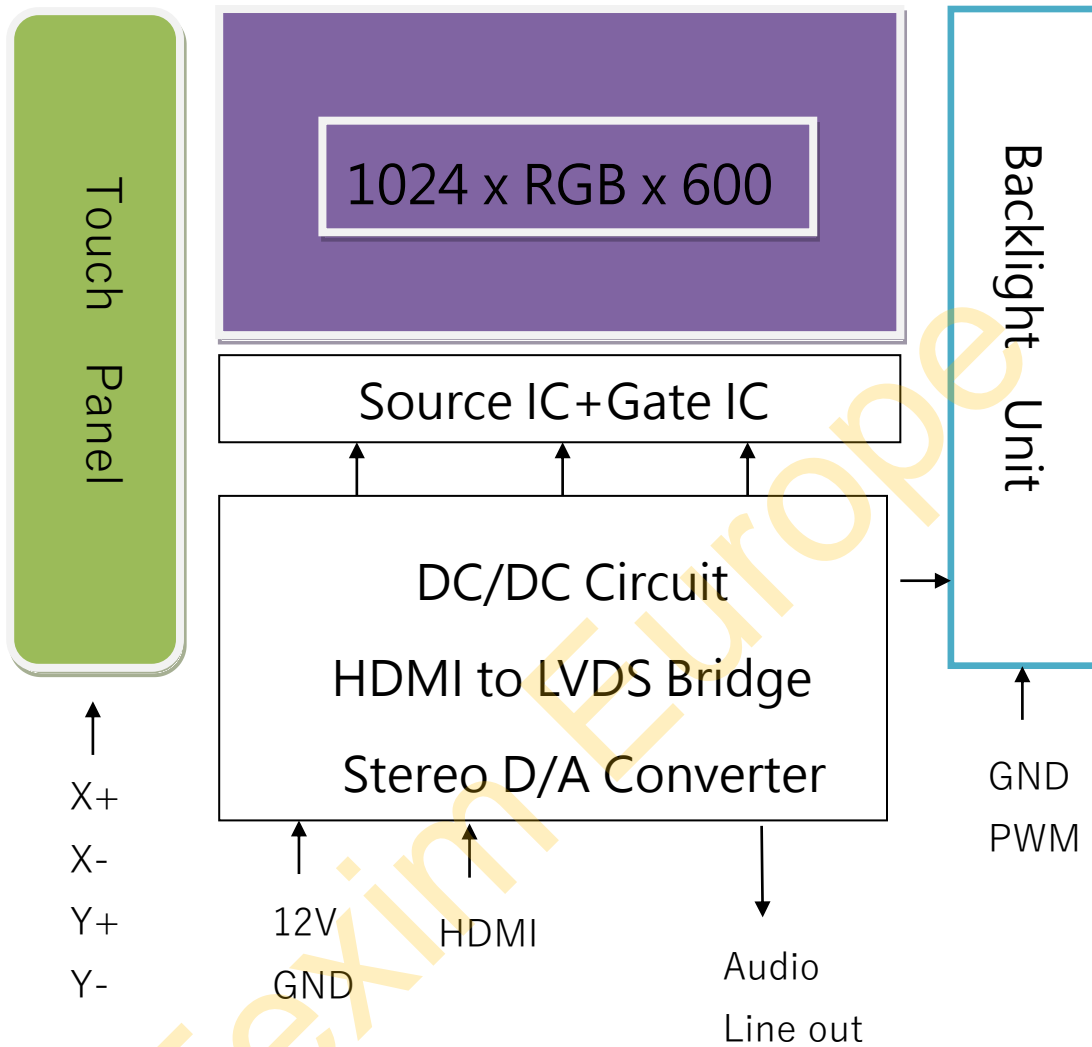 Touch Panel
1024 x RGB x 600
Backlight Unit
Source IC+Gate IC
DC/DC Circuit
HDMI to LVDS Bridge
Stereo D/A Converter
X+
X-
Y+
Y-
12V
GND
HDMI
Audio
Line out
GND
PWM
Texim Europe